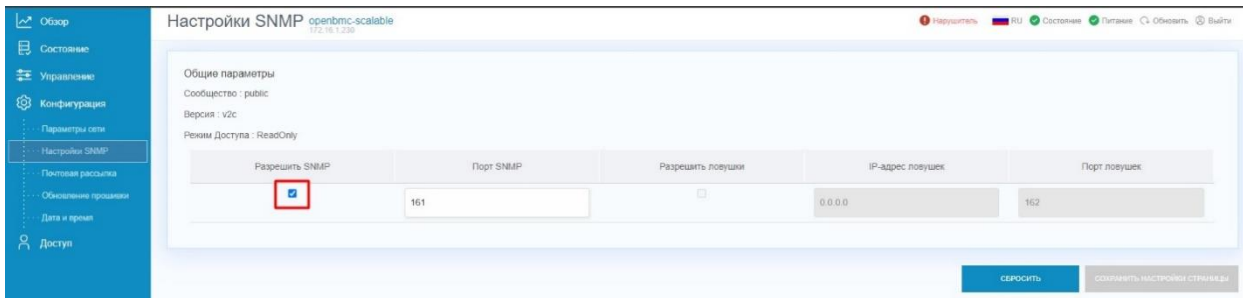 Обзор
Состояние
Управление
Конфигурация
Параметры сети
Настройки SNMP
Почтовая рассылка
Обновление прошивки
Дата и время
Доступ
Настройки SNMP openbmc-scalable
172.16.1.230
Нарушитель RU Состояние Питание Обновить Выйти
Общие параметры
Сообщество : public
Версия : v2c
Режим Доступа : ReadOnly
Разрешить SNMP Порт SNMP Разрешить ловушки IP-адрес ловушек Порт ловушек
161 0.0.0.0 162
СБРОСИТЬ СОХРАНИТЬ НАСТРОЙКИ СТРАНИЦЫ